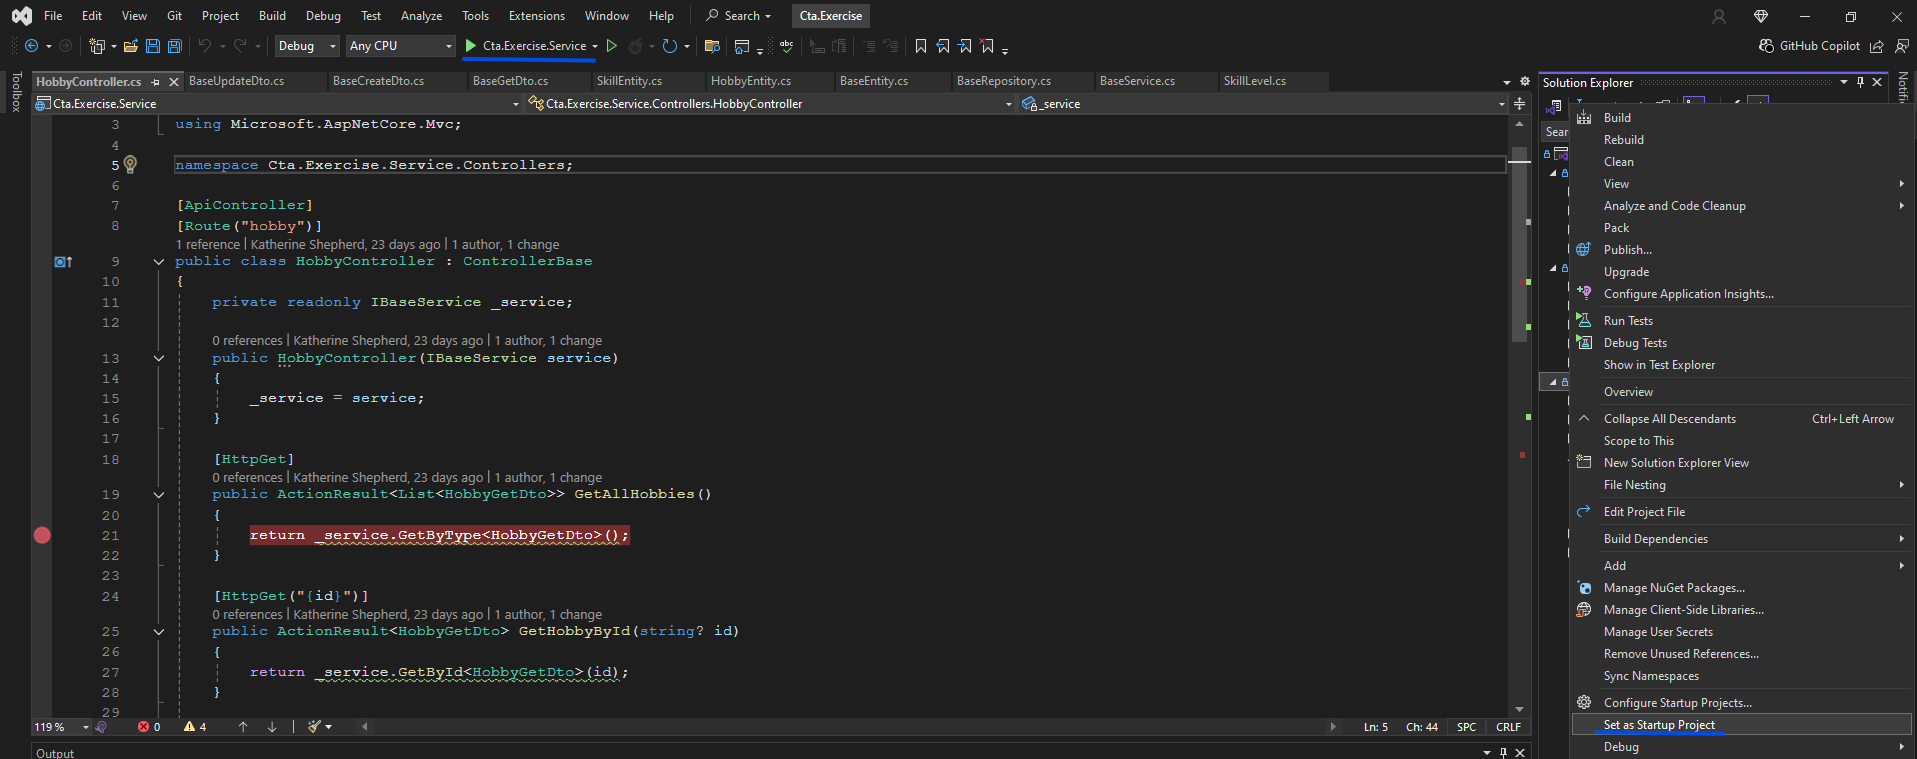 File Edit View Git Project Build Debug Test Analyze Tools Extensions Window Help Search Cta.Exercise
Debug Any CPU Cta.Exercise.Service GitHub Copilot
Toolbox
HobbyController.cs BaseUpdateDto.cs BaseCreateDto.cs BaseGetDto.cs SkillEntity.cs HobbyEntity.cs BaseEntity.cs BaseRepository.cs BaseService.cs SkillLevel.cs
Cta.Exercise.Service Cta.Exercise.Service.Controllers.HobbyController _service
3 using Microsoft.AspNetCore.Mvc;
4
5 namespace Cta.Exercise.Service.Controllers;
6
7 [ApiController]
8 [Route("hobby")]
1 reference | Katherine Shepherd, 23 days ago | 1 author, 1 change
9 public class HobbyController : ControllerBase
10 {
11 private readonly IBaseService _service;
12
0 references | Katherine Shepherd, 23 days ago | 1 author, 1 change
13 public HobbyController(IBaseService service)
14 {
15 _service = service;
16 }
17
18 [HttpGet]
0 references | Katherine Shepherd, 23 days ago | 1 author, 1 change
19 public ActionResult<List<HobbyGetDto>> GetAllHobbies()
20 {
21 return _service.GetByType<HobbyGetDto>();
22 }
23
24 [HttpGet("{id}")]
0 references | Katherine Shepherd, 23 days ago | 1 author, 1 change
25 public ActionResult<HobbyGetDto> GetHobbyById(string? id)
26 {
27 return _service.GetById<HobbyGetDto>(id);
28 }
29
119 % 0 4 Ln: 5 Ch: 44 SPC CRLF
Output
Solution Explorer
Sear
Build
Rebuild
Clean
View
Analyze and Code Cleanup
Pack
Publish...
Upgrade
Configure Application Insights...
Run Tests
Debug Tests
Show in Test Explorer
Overview
Collapse All Descendants Ctrl+Left Arrow
Scope to This
New Solution Explorer View
File Nesting
Edit Project File
Build Dependencies
Add
Manage NuGet Packages...
Manage Client-Side Libraries...
Manage User Secrets
Remove Unused References...
Sync Namespaces
Configure Startup Projects...
Set as Startup Project
Debug